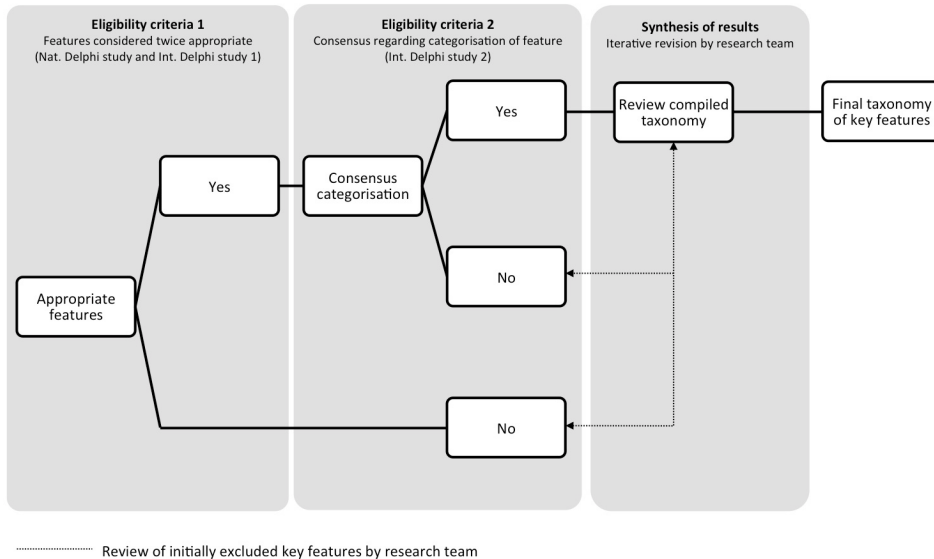 Eligibility criteria 1
Features considered twice appropriate
(Nat. Delphi study and Int. Delphi study 1)
Eligibility criteria 2
Consensus regarding categorisation of feature
(Int. Delphi study 2)
Synthesis of results
Iterative revision by research team
Yes
Review compiled
taxonomy
Final taxonomy
of key features
Yes
Consensus
categorisation
No
Appropriate
features
No
Review of initially excluded key features by research team